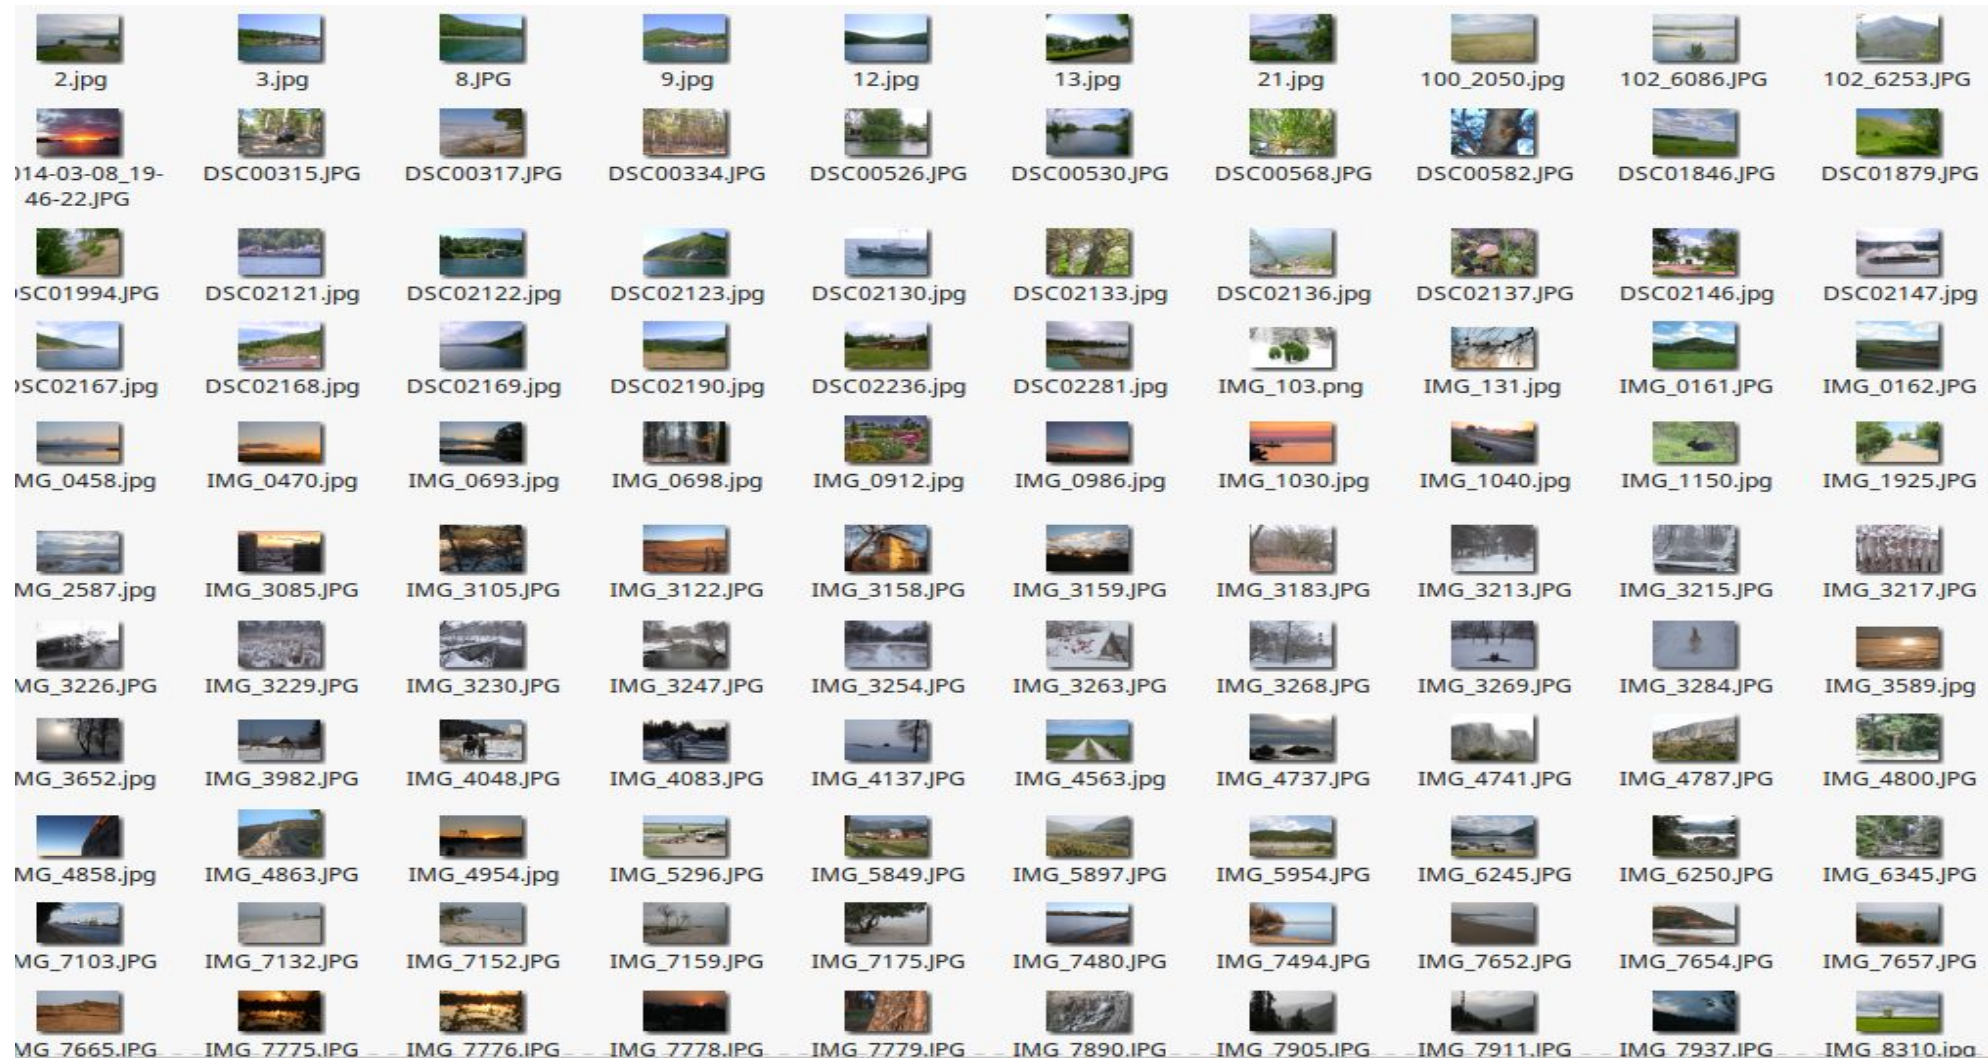 2.jpg 3.jpg 8.JPG 9.jpg 12.jpg 13.jpg 21.jpg 100_2050.jpg 102_6086.JPG 102_6253.JPG
014-03-08_19- DSC00315.JPG DSC00317.JPG DSC00334.JPG DSC00526.JPG DSC00530.JPG DSC00568.JPG DSC00582.JPG DSC01846.JPG DSC01879.JPG
46-22.JPG
SC01994.JPG DSC02121.jpg DSC02122.jpg DSC02123.jpg DSC02130.jpg DSC02133.jpg DSC02136.jpg DSC02137.JPG DSC02146.jpg DSC02147.jpg
SC02167.jpg DSC02168.jpg DSC02169.jpg DSC02190.jpg DSC02236.jpg DSC02281.jpg IMG_103.png IMG_131.jpg IMG_0161.JPG IMG_0162.JPG
MG_0458.jpg IMG_0470.jpg IMG_0693.jpg IMG_0698.jpg IMG_0912.jpg IMG_0986.jpg IMG_1030.jpg IMG_1040.jpg IMG_1150.jpg IMG_1925.JPG
MG_2587.jpg IMG_3085.JPG IMG_3105.JPG IMG_3122.JPG IMG_3158.JPG IMG_3159.JPG IMG_3183.JPG IMG_3213.JPG IMG_3215.JPG IMG_3217.JPG
MG_3226.JPG IMG_3229.JPG IMG_3230.JPG IMG_3247.JPG IMG_3254.JPG IMG_3263.JPG IMG_3268.JPG IMG_3269.JPG IMG_3284.JPG IMG_3589.jpg
MG_3652.jpg IMG_3982.JPG IMG_4048.JPG IMG_4083.JPG IMG_4137.JPG IMG_4563.jpg IMG_4737.JPG IMG_4741.JPG IMG_4787.JPG IMG_4800.JPG
MG_4858.jpg IMG_4863.JPG IMG_4954.jpg IMG_5296.JPG IMG_5849.JPG IMG_5897.JPG IMG_5954.JPG IMG_6245.JPG IMG_6250.JPG IMG_6345.JPG
MG_7103.JPG IMG_7132.JPG IMG_7152.JPG IMG_7159.JPG IMG_7175.JPG IMG_7480.JPG IMG_7494.JPG IMG_7652.JPG IMG_7654.JPG IMG_7657.JPG
MG_7665.JPG IMG_7775.JPG IMG_7776.JPG IMG_7778.JPG IMG_7779.JPG IMG_7890.JPG IMG_7905.JPG IMG_7911.JPG IMG_7937.JPG IMG_8310.jpg